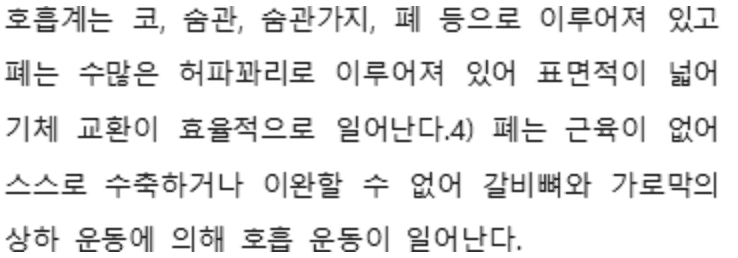 호흡계는 코, 숨관, 숨관가지, 폐 등으로 이루어져 있고
폐는 수많은 허파꽈리로 이루어져 있어 표면적이 넓어
기체 교환이 효율적으로 일어난다.4) 폐는 근육이 없어
스스로 수축하거나 이완할 수 없어 갈비뼈와 가로막의
상하 운동에 의해 호흡 운동이 일어난다.